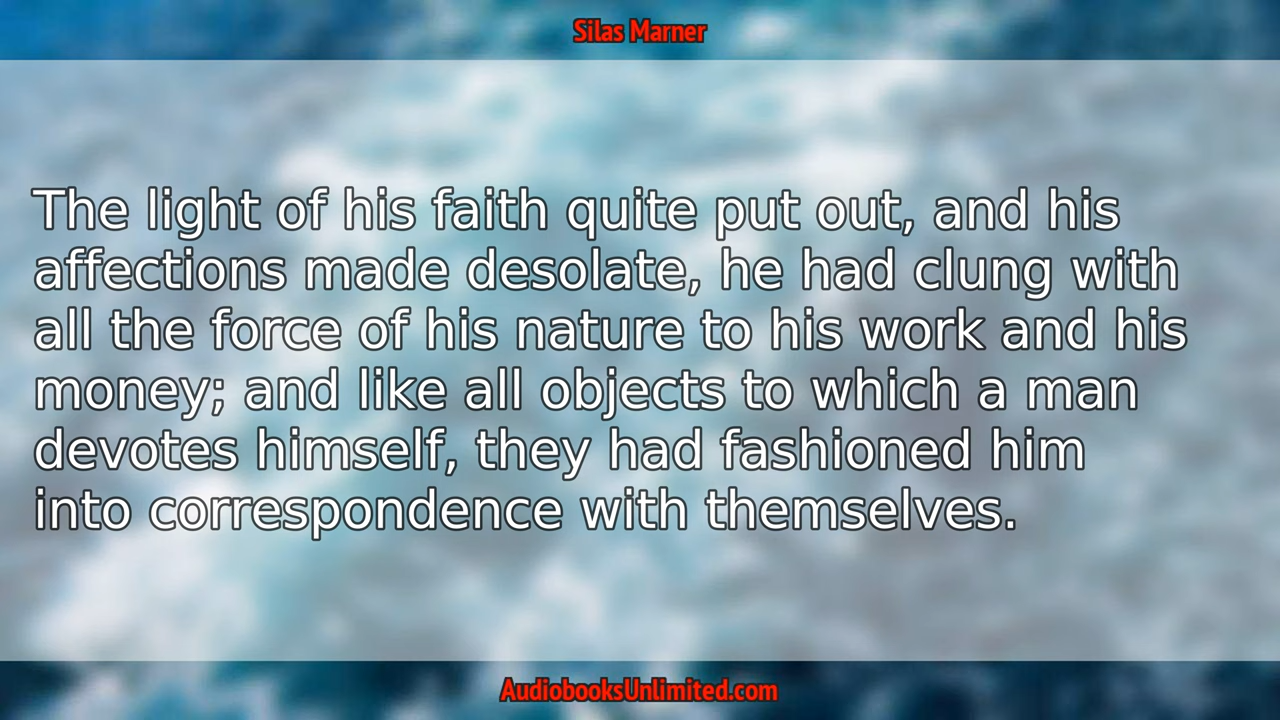 Silas Marner
The light of his faith quite put out, and his
affections made desolate, he had clung with
all the force of his nature to his work and his
money; and like all objects to which a man
devotes himself, they had fashioned him
into correspondence with themselves.
AudiobooksUnlimited.com